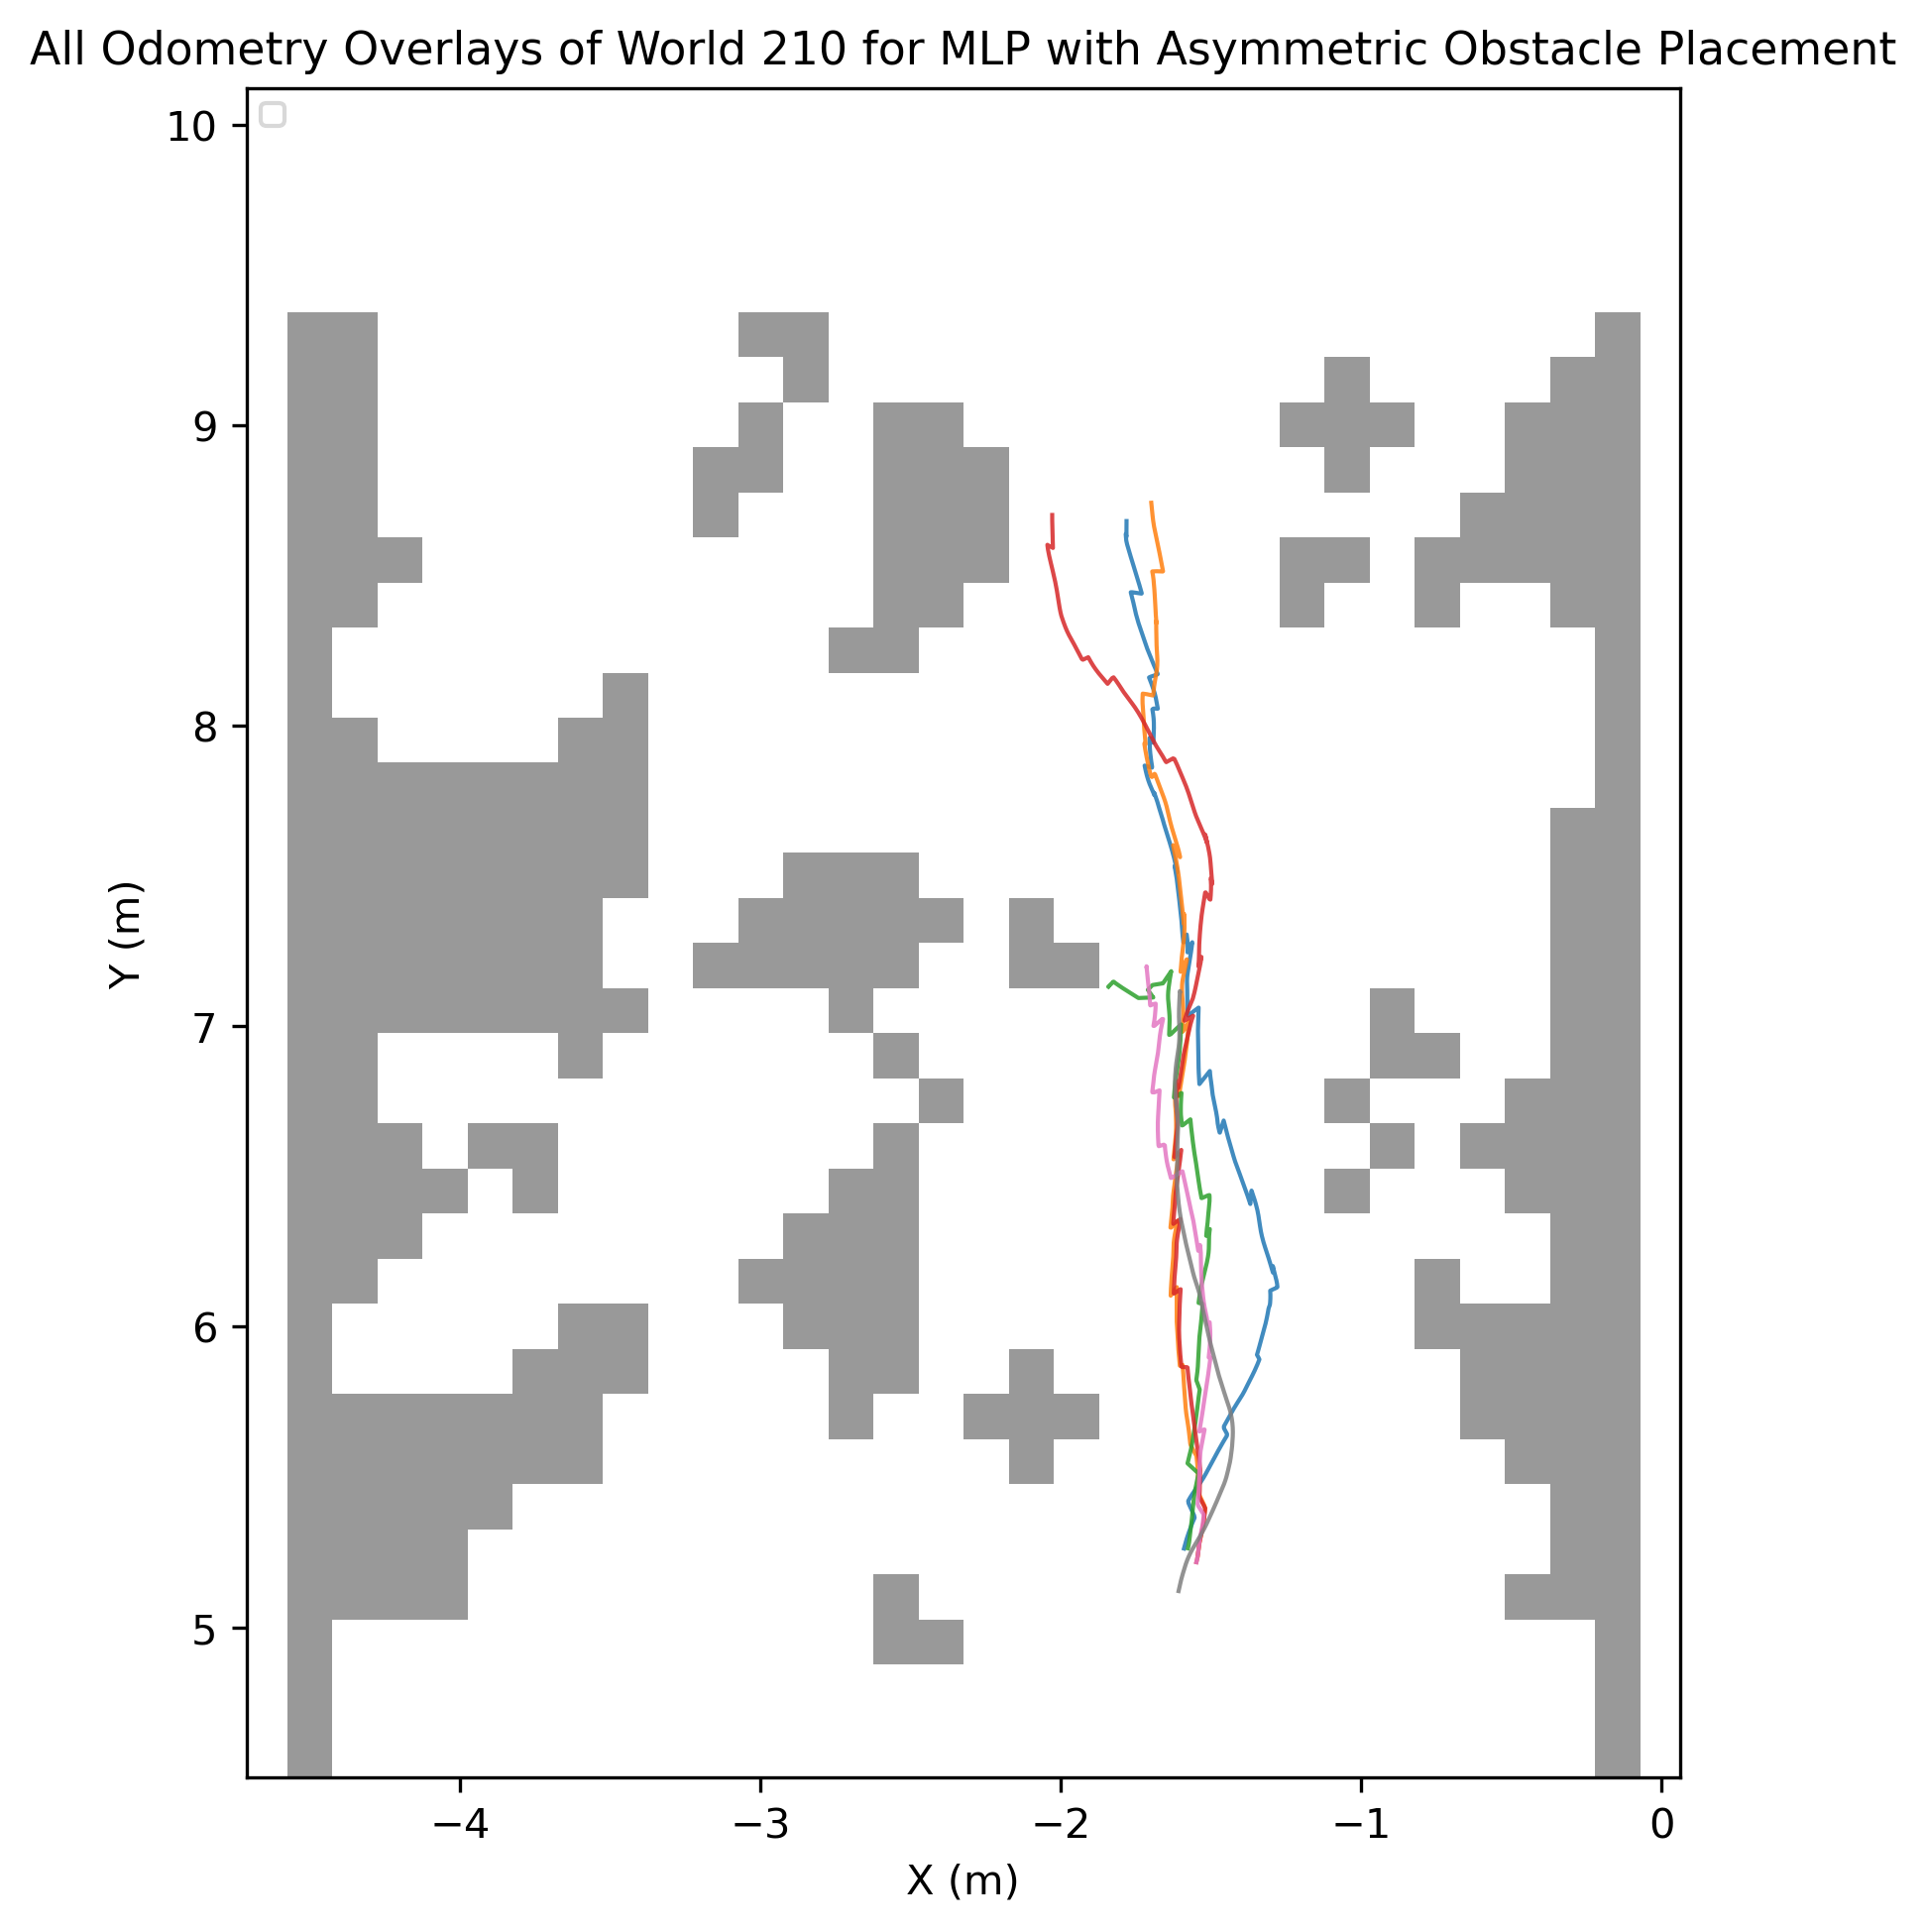 All Odometry Overlays of World 210 for MLP with Asymmetric Obstacle Placement
10
9
8
7
6
5
Y (m)
−4 −3 −2 −1 0
X (m)